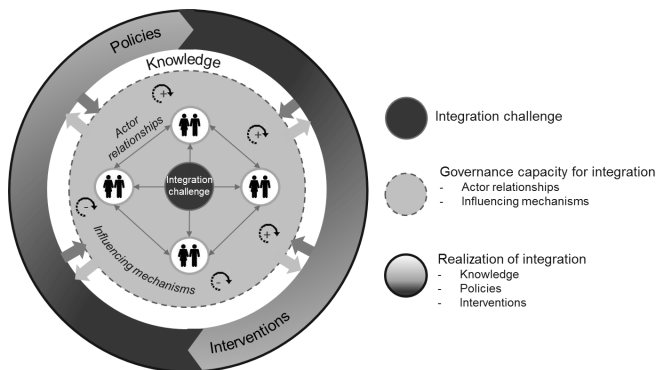 Policies
Knowledge
Actor
relationships
Integration
challenge
Influencing mechanisms
Interventions
+
+
-
+
-
Integration challenge
Governance capacity for integration
- Actor relationships
- Influencing mechanisms
Realization of integration
- Knowledge
- Policies
- Interventions